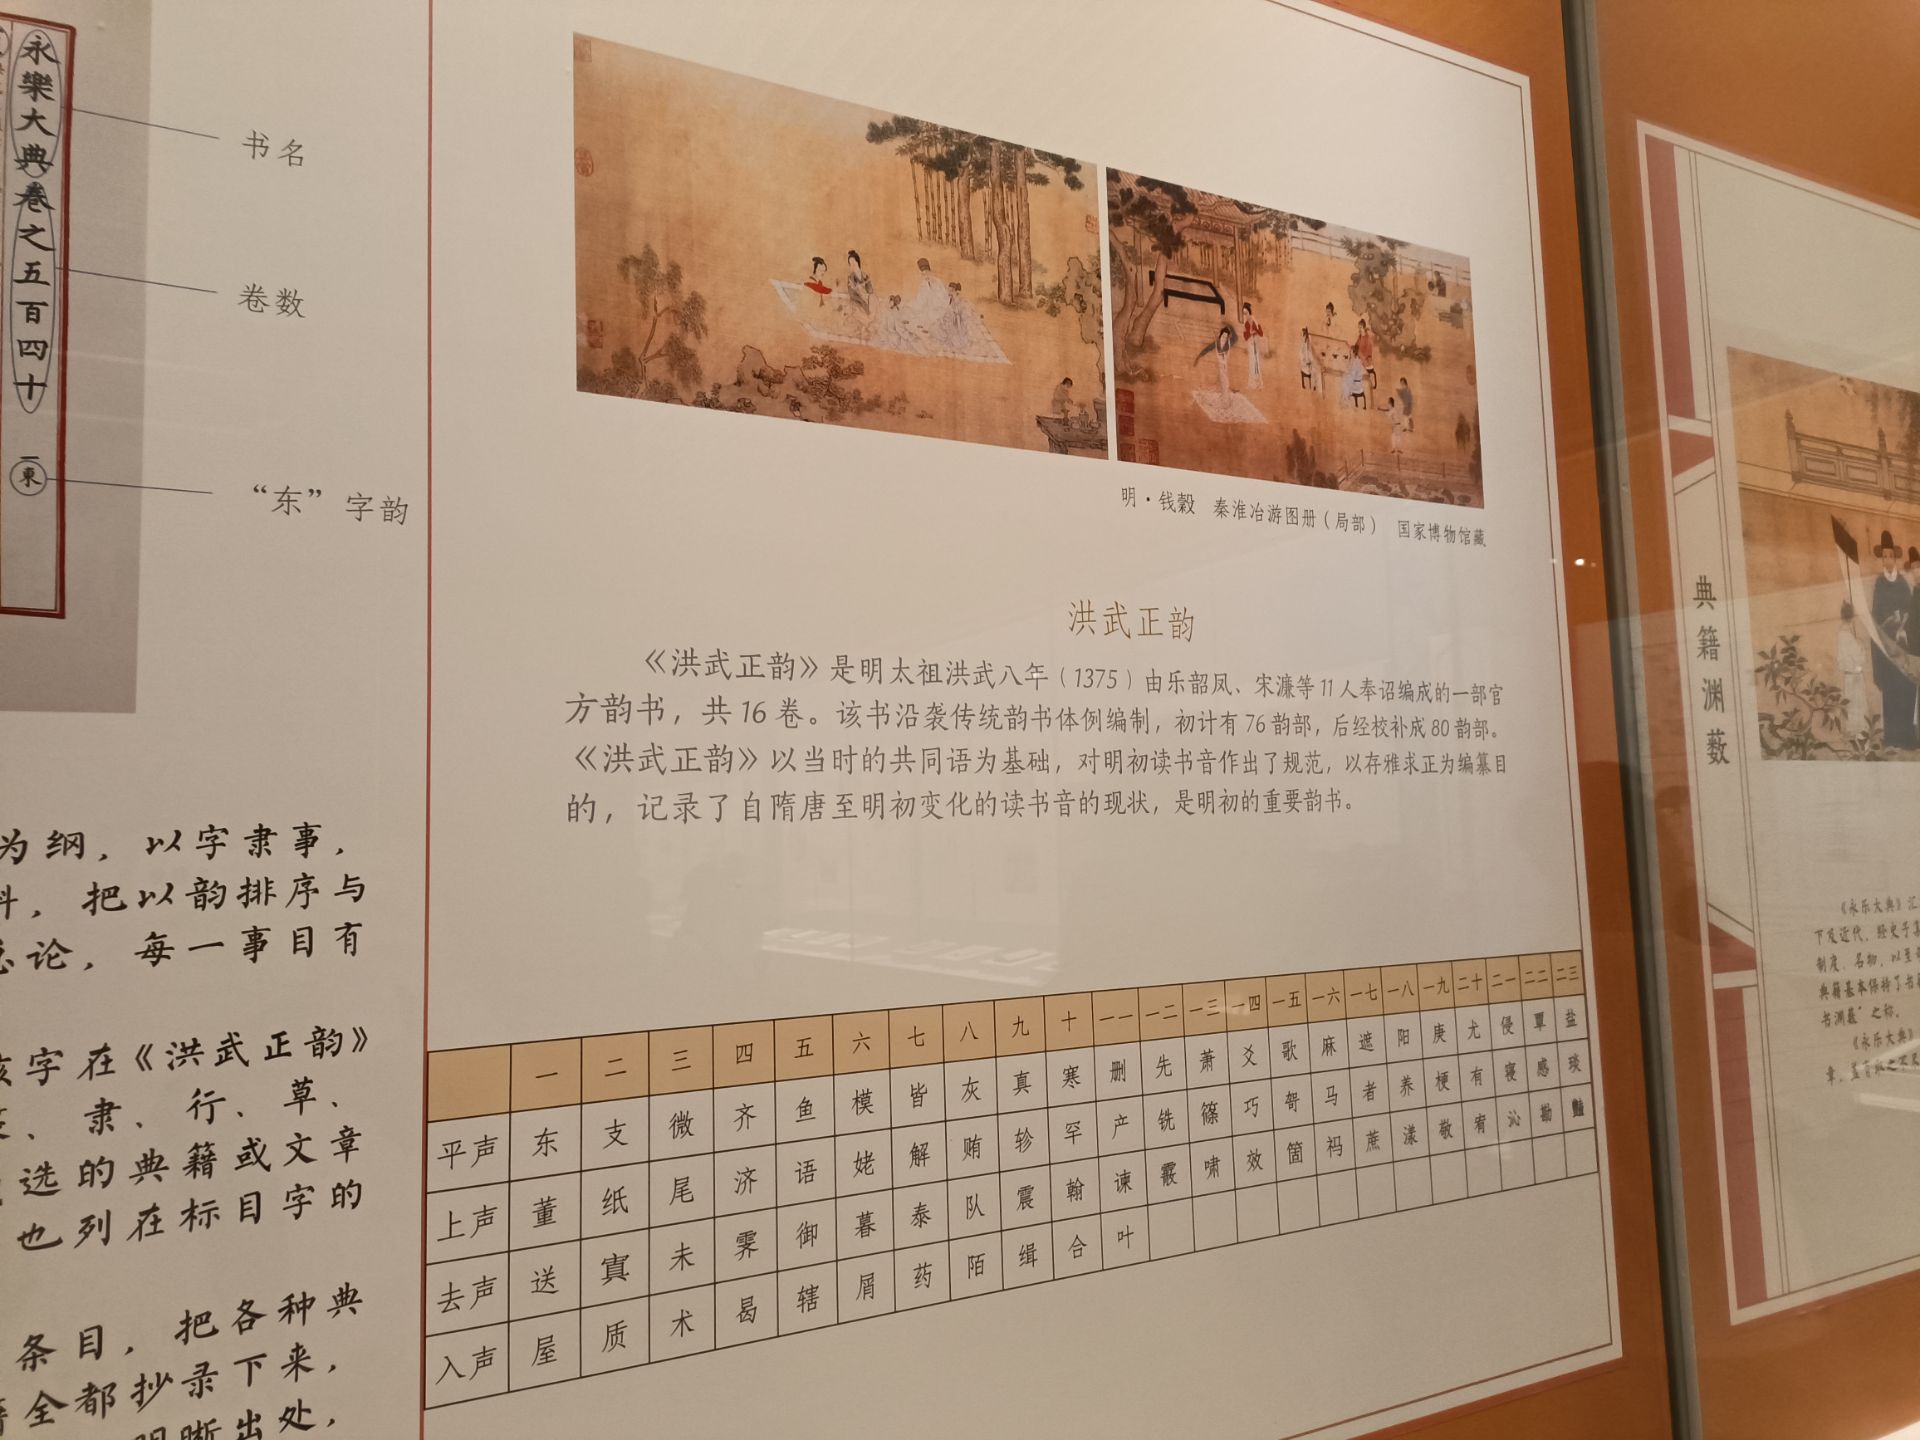 永樂大典卷之五百四十
一東
书名
卷数
“东”字韵
为纲，以字隶事，
料，把以韵排序与
总论，每一事目有
该字在《洪武正韵》
、隶、行、草、
选的典籍或文章
也列在标目字的
条目，把各种典
全都抄录下来，
明晰出处，
明·钱穀 秦淮冶游图册（局部） 国家博物馆藏
洪武正韵
《洪武正韵》是明太祖洪武八年（1375）由乐韶凤、宋濂等11人奉诏编成的一部官
方韵书，共16卷。该书沿袭传统韵书体例编制，初计有76韵部，后经校补成80韵部。
《洪武正韵》以当时的共同语为基础，对明初读书音作出了规范，以存雅求正为编纂目
的，记录了自隋唐至明初变化的读书音的现状，是明初的重要韵书。
一 二 三 四 五 六 七 八 九 十 一一 一二 一三 一四 一五 一六 一七 一八 一九 二十 二一 二二 二三
平声 东 支 微 齐 鱼 模 皆 灰 真 寒 删 先 萧 爻 歌 麻 遮 阳 庚 尤 侵 覃 盐
上声 董 纸 尾 济 语 姥 解 贿 轸 罕 产 铣 篠 巧 哿 马 者 养 梗 有 寝 感 琰
去声 送 寘 未 霁 御 暮 泰 队 震 翰 谏 霰 啸 效 箇 祃 蔗 漾 敬 宥 沁 勘 豔
入声 屋 质 术 曷 辖 屑 药 陌 缉 合 叶
典籍渊薮
《永乐大典》汇
下及近代，经史子集
制度、名物，以至
典籍基本保持了书
书渊薮”之称。
《永乐大典》